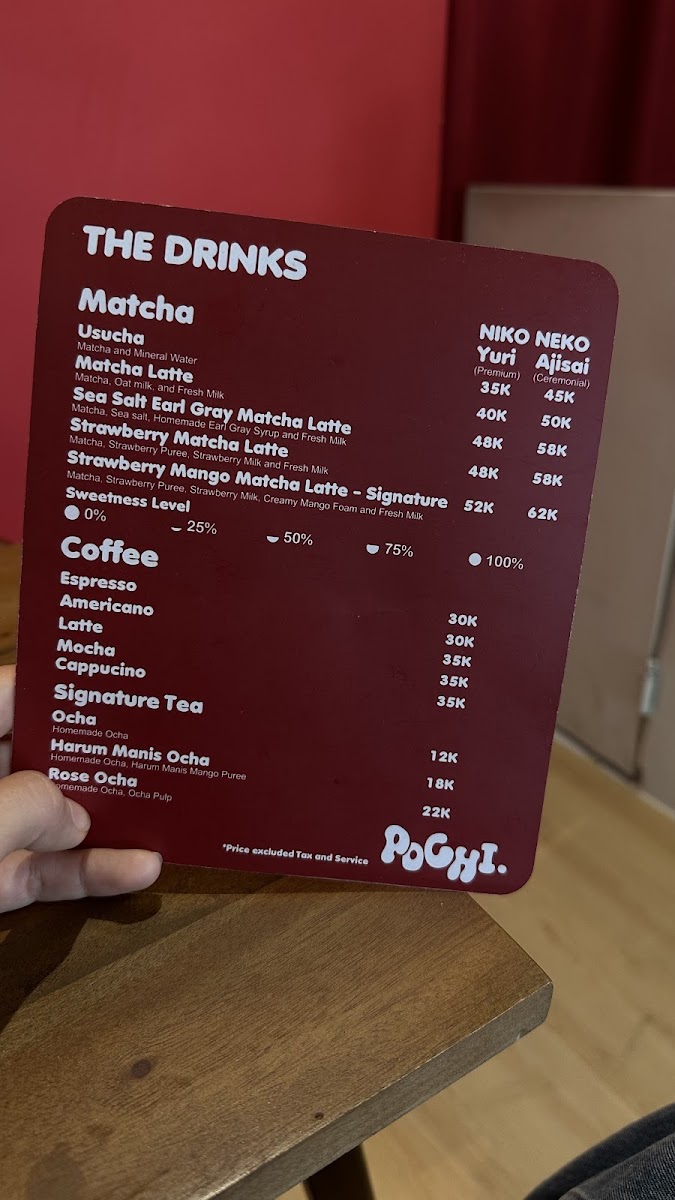 THE DRINKS
Matcha
NIKO NEKO
Yuri Ajisai
(Premium) (Ceremonial)
Usucha 35K 45K
Matcha and Mineral Water
Matcha Latte 40K 50K
Matcha, Oat milk, and Fresh Milk
Sea Salt Earl Gray Matcha Latte 48K 58K
Matcha, Sea salt, Homemade Earl Gray Syrup and Fresh Milk
Strawberry Matcha Latte 48K 58K
Matcha, Strawberry Puree, Strawberry Milk and Fresh Milk
Strawberry Mango Matcha Latte - Signature 52K 62K
Matcha, Strawberry Puree, Strawberry Milk, Creamy Mango Foam and Fresh Milk
Sweetness Level
0% 25% 50% 75% 100%
Coffee
Espresso 30K
Americano 30K
Latte 35K
Mocha 35K
Cappucino 35K
Signature Tea
Ocha 12K
Homemade Ocha
Harum Manis Ocha 18K
Homemade Ocha, Harum Manis Mango Puree
Rose Ocha 22K
omemade Ocha, Ocha Pulp
*Price excluded Tax and Service
POCHI.